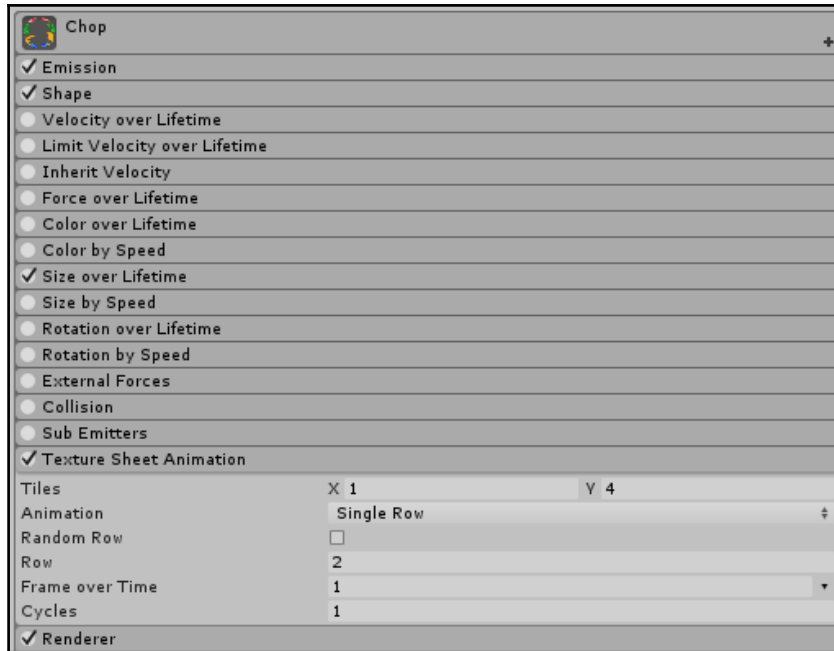 Chop
Emission
Shape
Velocity over Lifetime
Limit Velocity over Lifetime
Inherit Velocity
Force over Lifetime
Color over Lifetime
Color by Speed
Size over Lifetime
Size by Speed
Rotation over Lifetime
Rotation by Speed
External Forces
Collision
Sub Emitters
Texture Sheet Animation
Tiles X 1 Y 4
Animation Single Row
Random Row
Row 2
Frame over Time 1
Cycles 1
Renderer